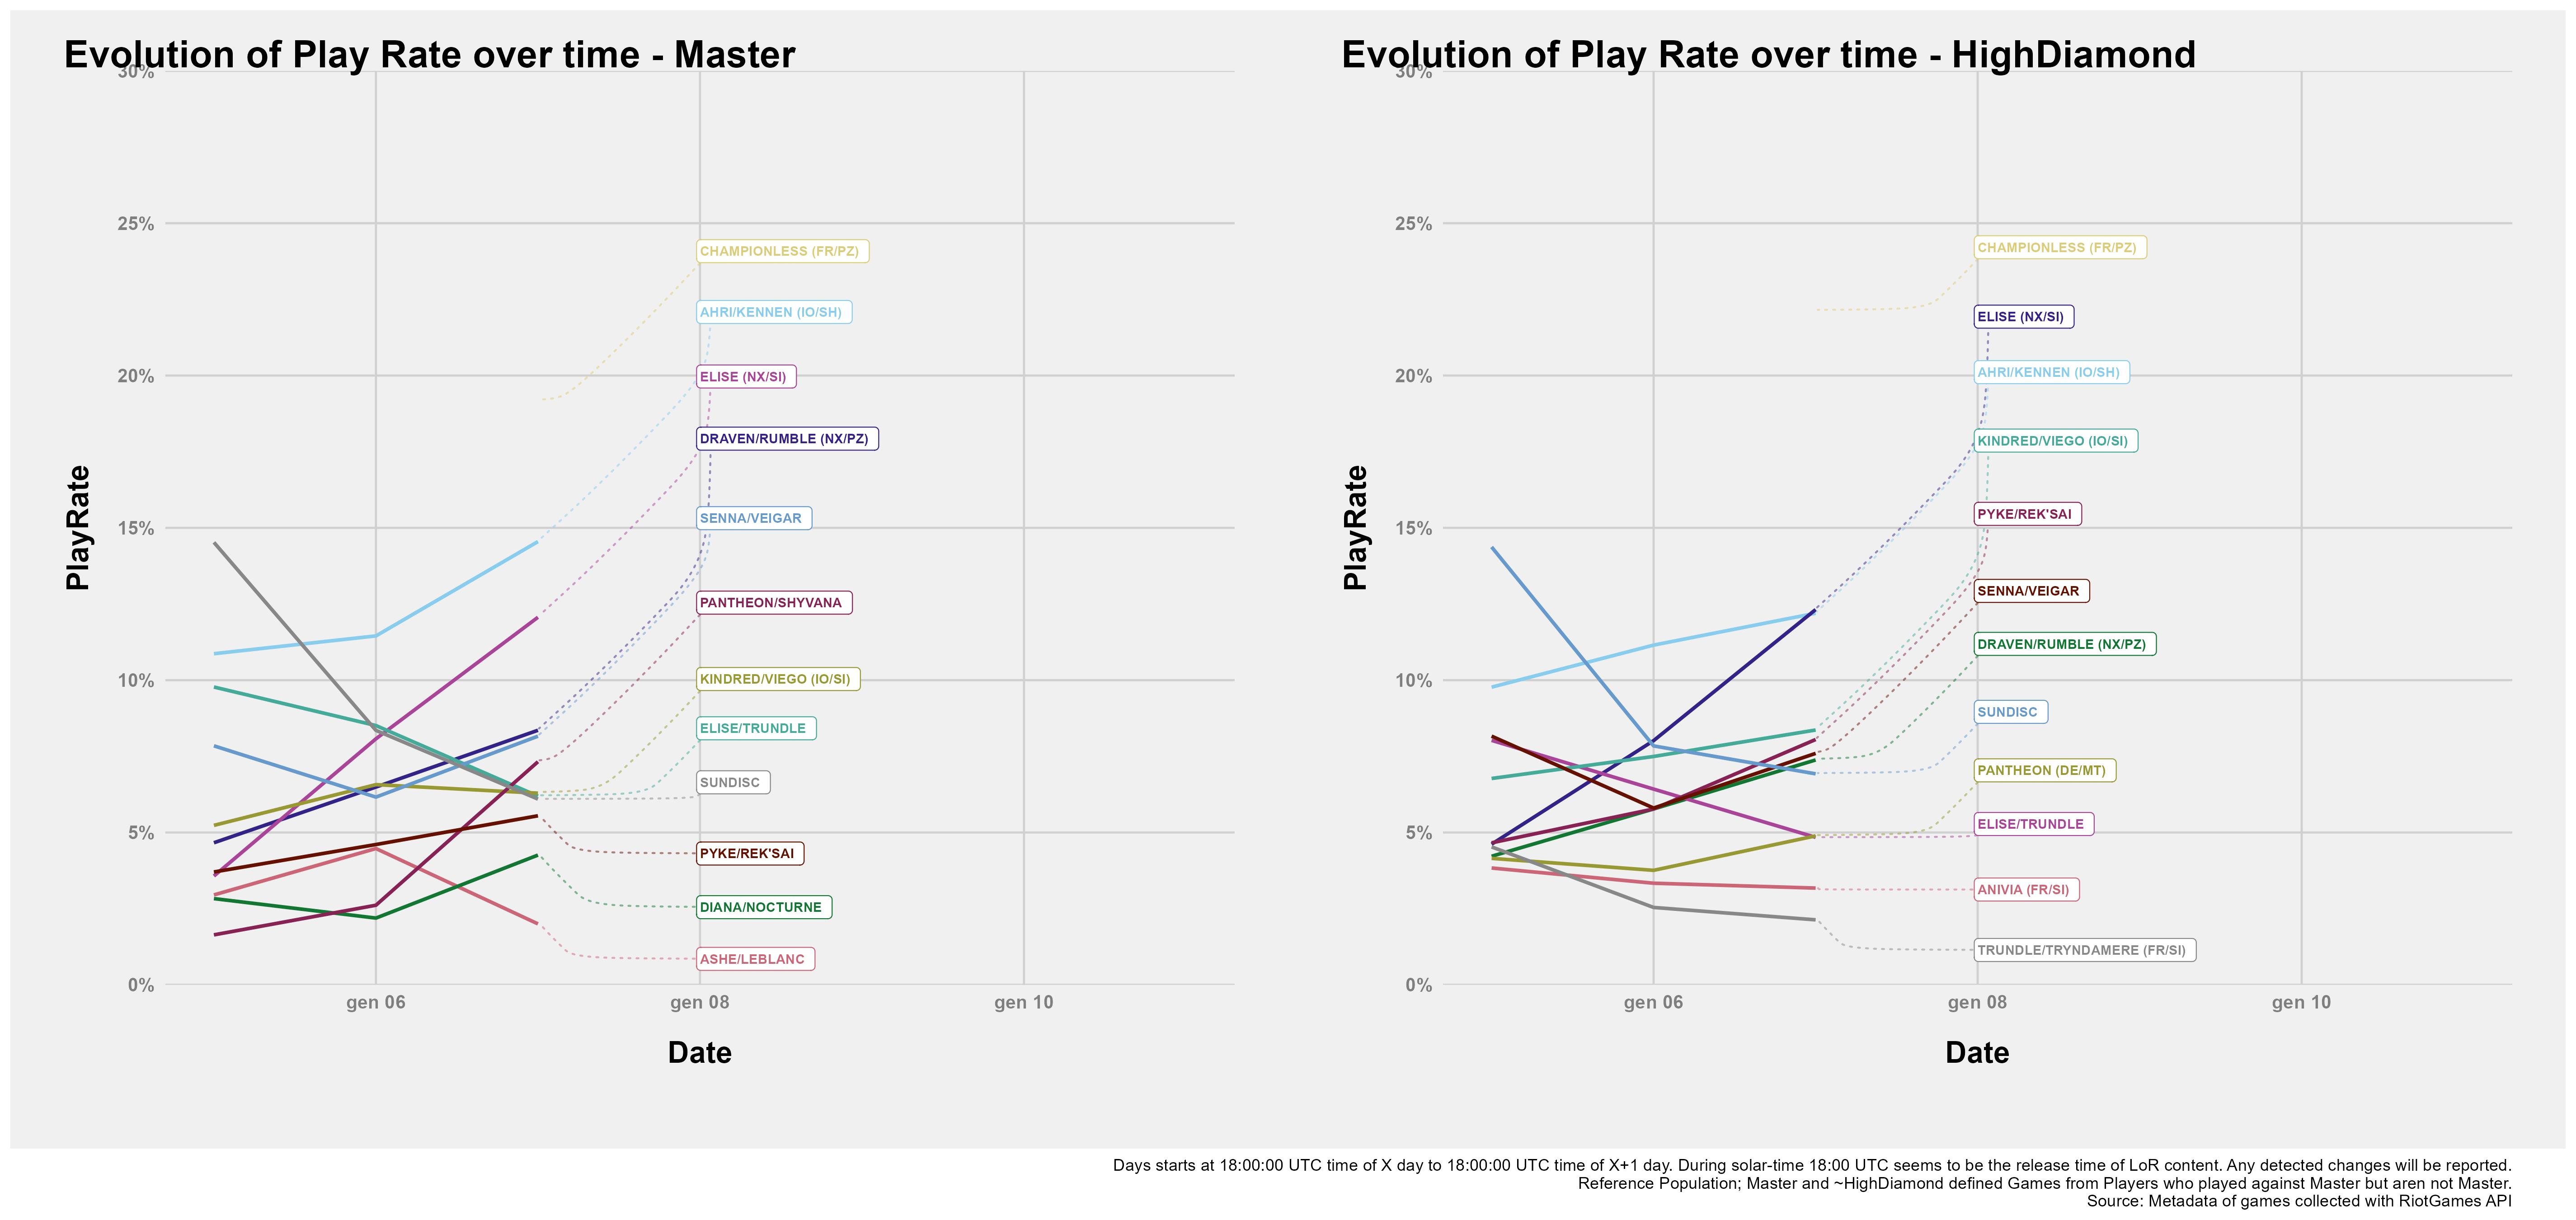 Evolution of Play Rate over time - Master
30%
25%
20%
15%
10%
5%
0%
PlayRate
CHAMPIONLESS (FR/PZ)
AHRI/KENNEN (IO/SH)
ELISE (NX/SI)
DRAVEN/RUMBLE (NX/PZ)
SENNA/VEIGAR
PANTHEON/SHYVANA
KINDRED/VIEGO (IO/SI)
ELISE/TRUNDLE
SUNDISC
PYKE/REK'SAI
DIANA/NOCTURNE
ASHE/LEBLANC
gen 06
gen 08
gen 10
Date
Evolution of Play Rate over time - HighDiamond
30%
25%
20%
15%
10%
5%
0%
PlayRate
CHAMPIONLESS (FR/PZ)
ELISE (NX/SI)
AHRI/KENNEN (IO/SH)
KINDRED/VIEGO (IO/SI)
PYKE/REK'SAI
SENNA/VEIGAR
DRAVEN/RUMBLE (NX/PZ)
SUNDISC
PANTHEON (DE/MT)
ELISE/TRUNDLE
ANIVIA (FR/SI)
TRUNDLE/TRYNDAMERE (FR/SI)
gen 06
gen 08
gen 10
Date
Days starts at 18:00:00 UTC time of X day to 18:00:00 UTC time of X+1 day. During solar-time 18:00 UTC seems to be the release time of LoR content. Any detected changes will be reported.
Reference Population; Master and ~HighDiamond defined Games from Players who played against Master but aren not Master.
Source: Metadata of games collected with RiotGames API